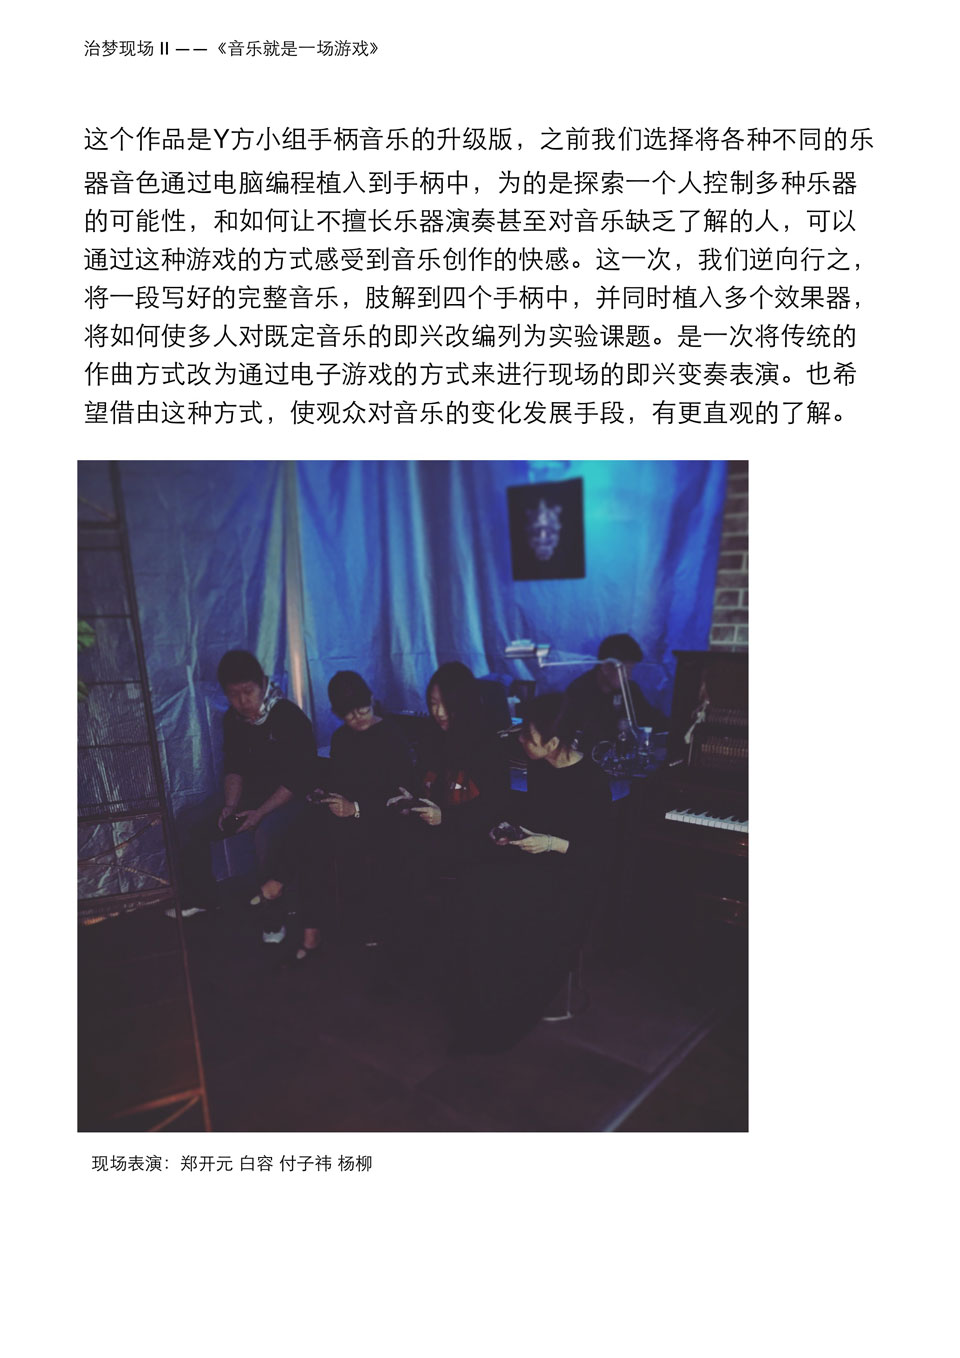 治梦现场 II ——《音乐就是一场游戏》
这个作品是Y方小组手柄音乐的升级版，之前我们选择将各种不同的乐
器音色通过电脑编程植入到手柄中，为的是探索一个人控制多种乐器
的可能性，和如何让不擅长乐器演奏甚至对音乐缺乏了解的人，可以
通过这种游戏的方式感受到音乐创作的快感。这一次，我们逆向行之，
将一段写好的完整音乐，肢解到四个手柄中，并同时植入多个效果器，
将如何使多人对既定音乐的即兴改编列为实验课题。是一次将传统的
作曲方式改为通过电子游戏的方式来进行现场的即兴变奏表演。也希
望借由这种方式，使观众对音乐的变化发展手段，有更直观的了解。
现场表演：郑开元 白容 付子祎 杨柳